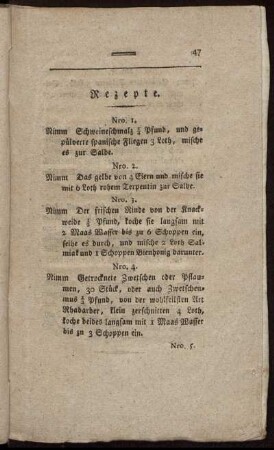 47
Rezepte.
Nro. 1.
Nimm Schweineschmalz ¼ Pfund, und ge-
pülverte spanische Fliegen 3 Loth, mische
es zur Salbe.
Nro. 2.
Nimm Das gelbe von 4 Eiern und mische sie
mit 6 Loth rohem Terpentin zur Salbe.
Nro. 3.
Nimm Der frischen Rinde von der Knack-
weide ¼ Pfund, koche sie langsam mit
2 Maas Wasser bis zu 6 Schoppen ein,
seihe es durch, und mische 2 Loth Sal-
miak und 1 Schoppen Bienhonig darunter.
Nro. 4.
Nimm Getrocknete Zwetschen oder Pflau-
men, 30 Stück, oder auch Zwetschen-
mus ½ Pfund, von der wohlfeilsten Art
Rhabarber, klein zerschnitten 4 Loth,
koche beides langsam mit 1 Maas Wasser
bis zu 3 Schoppen ein.
Nro. 5.